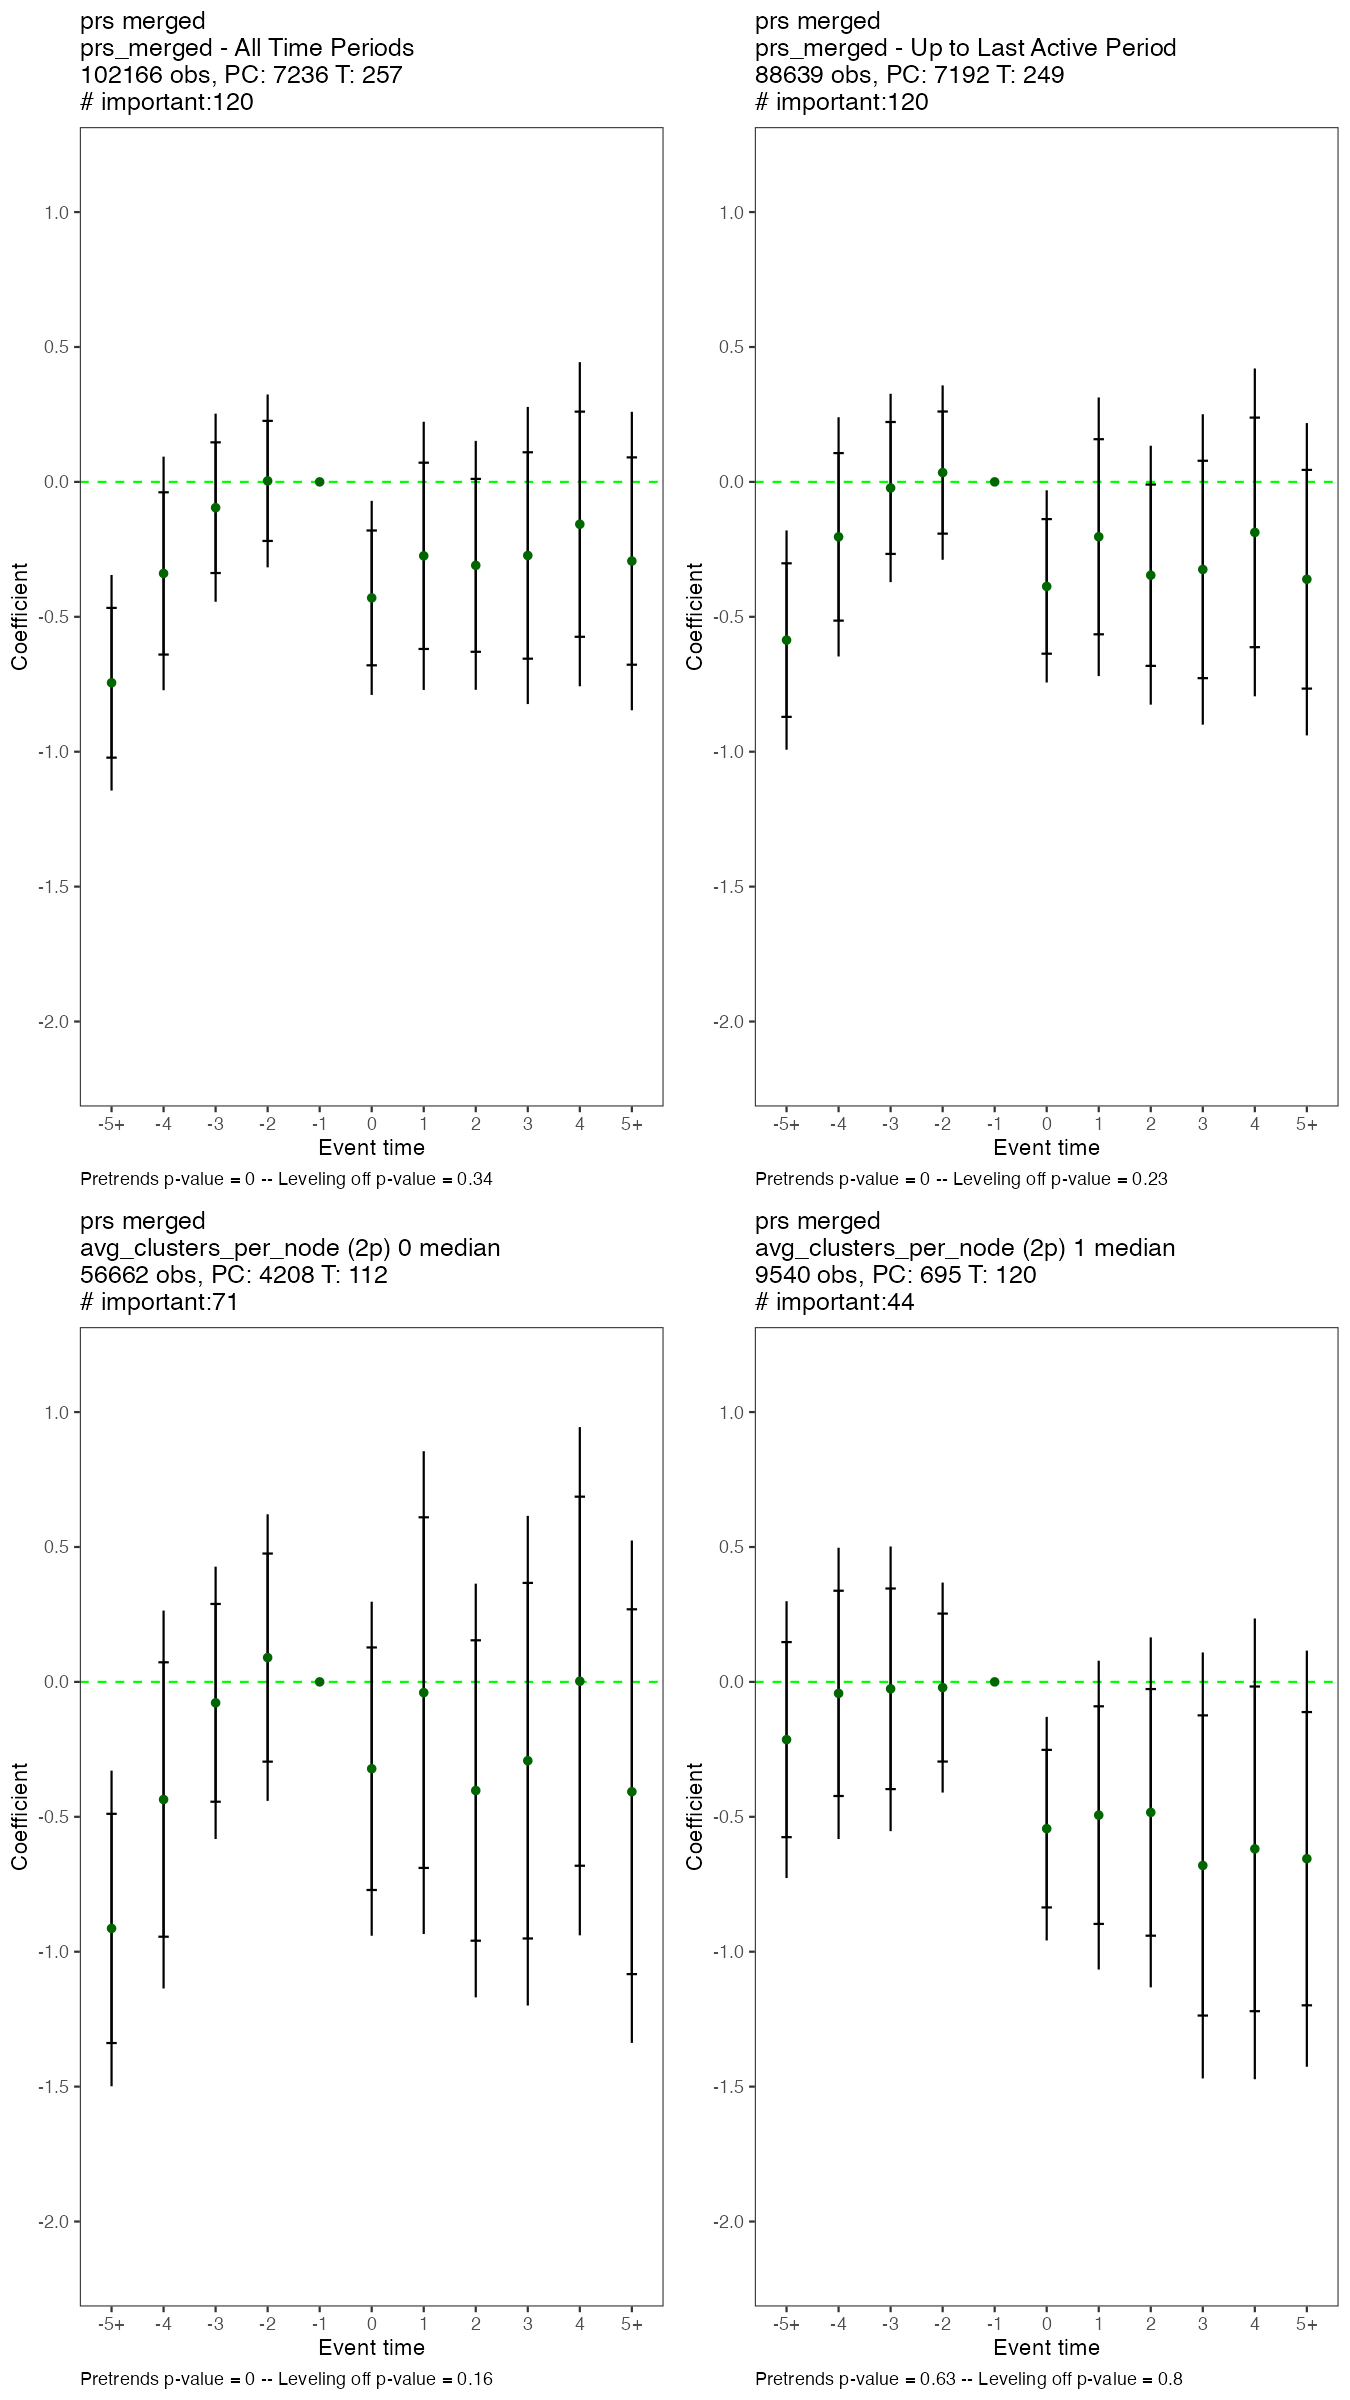 prs merged
prs_merged - All Time Periods
102166 obs, PC: 7236 T: 257
# important:120
Coefficient
1.0
0.5
0.0
-0.5
-1.0
-1.5
-2.0
-5+ -4 -3 -2 -1 0 1 2 3 4 5+
Event time
Pretrends p-value = 0 -- Leveling off p-value = 0.34
prs merged
prs_merged - Up to Last Active Period
88639 obs, PC: 7192 T: 249
# important:120
Coefficient
1.0
0.5
0.0
-0.5
-1.0
-1.5
-2.0
-5+ -4 -3 -2 -1 0 1 2 3 4 5+
Event time
Pretrends p-value = 0 -- Leveling off p-value = 0.23
prs merged
avg_clusters_per_node (2p) 0 median
56662 obs, PC: 4208 T: 112
# important:71
Coefficient
1.0
0.5
0.0
-0.5
-1.0
-1.5
-2.0
-5+ -4 -3 -2 -1 0 1 2 3 4 5+
Event time
Pretrends p-value = 0 -- Leveling off p-value = 0.16
prs merged
avg_clusters_per_node (2p) 1 median
9540 obs, PC: 695 T: 120
# important:44
Coefficient
1.0
0.5
0.0
-0.5
-1.0
-1.5
-2.0
-5+ -4 -3 -2 -1 0 1 2 3 4 5+
Event time
Pretrends p-value = 0.63 -- Leveling off p-value = 0.8